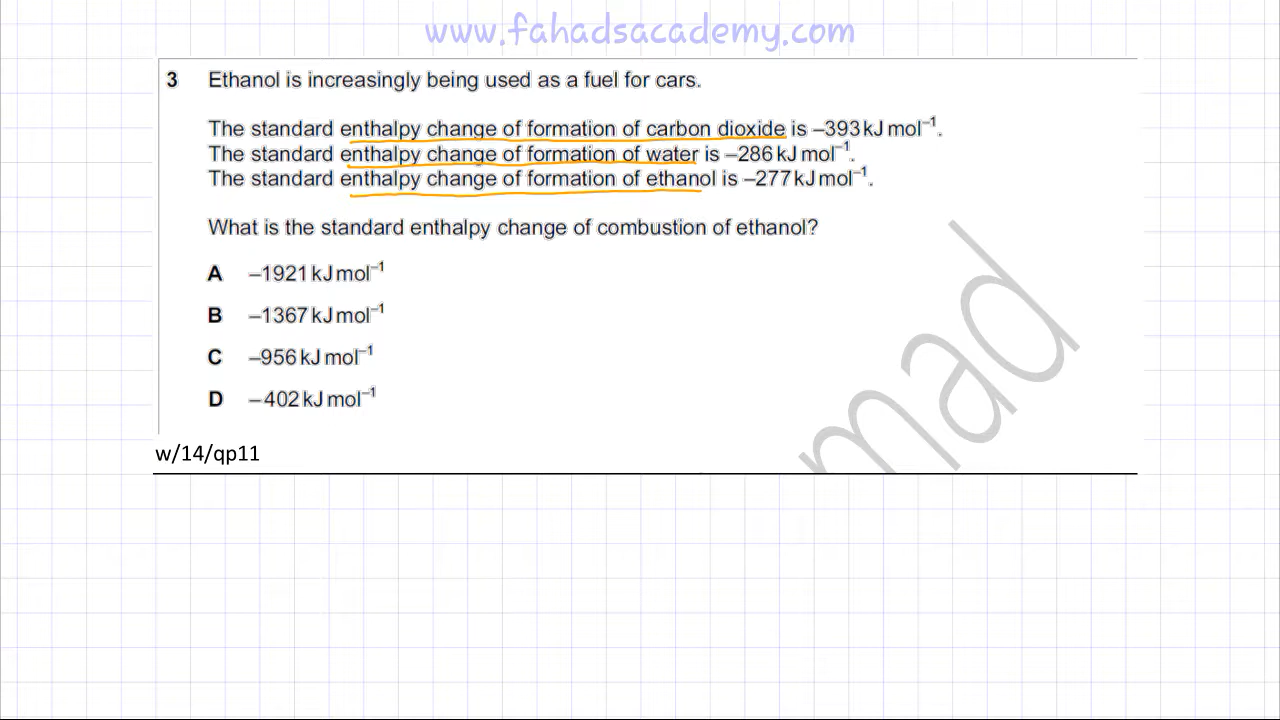 www.fahadsacademy.com
3 Ethanol is increasingly being used as a fuel for cars.
The standard enthalpy change of formation of carbon dioxide is –393 kJ mol⁻¹.
The standard enthalpy change of formation of water is –286 kJ mol⁻¹.
The standard enthalpy change of formation of ethanol is –277 kJ mol⁻¹.
What is the standard enthalpy change of combustion of ethanol?
A –1921 kJ mol⁻¹
B –1367 kJ mol⁻¹
C –956 kJ mol⁻¹
D –402 kJ mol⁻¹
mad
w/14/qp11